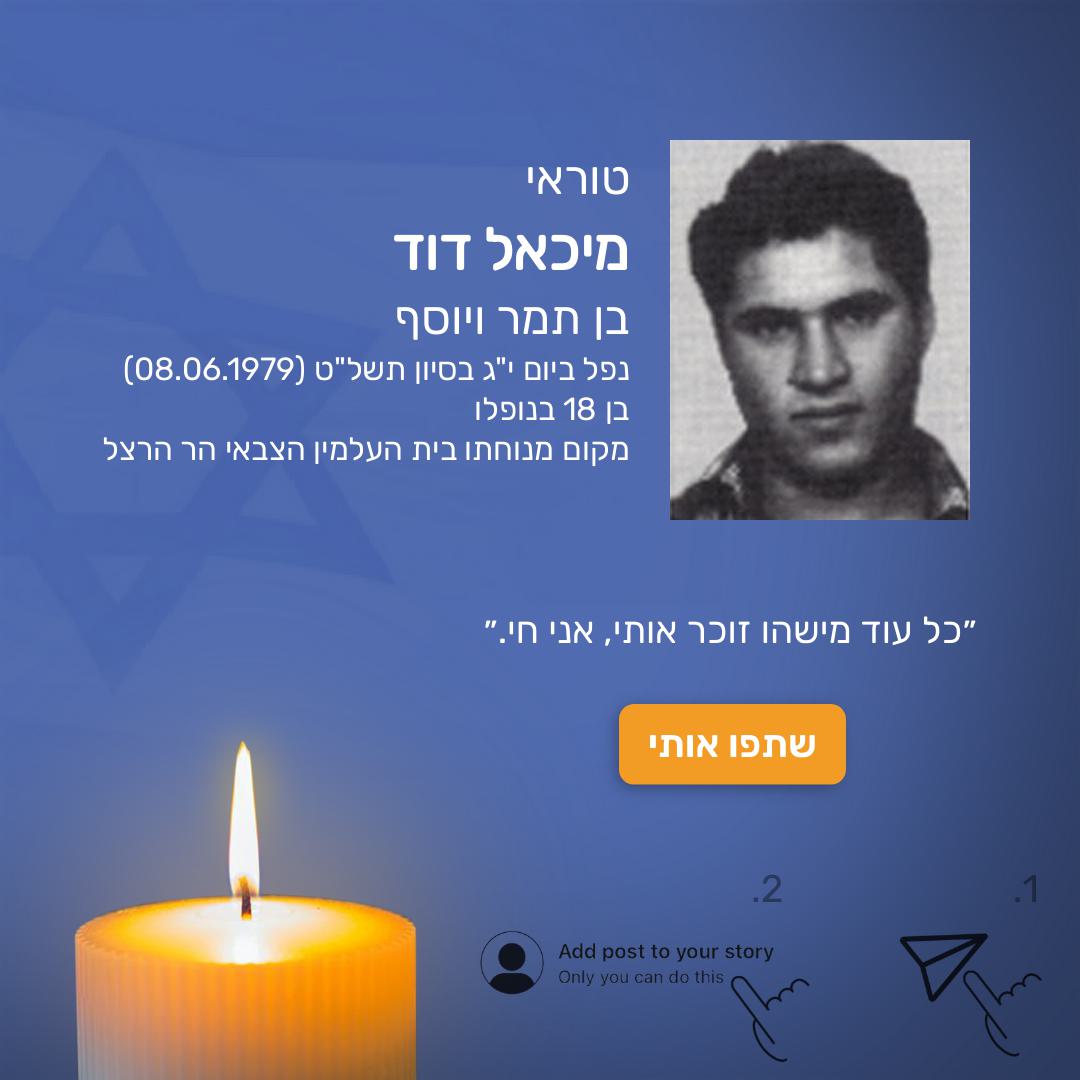 טוראי
מיכאל דוד
בן תמר ויוסף
נפל ביום י"ג בסיון תשל"ט (08.06.1979)
בן 18 בנופלו
מקום מנוחתו בית העלמין הצבאי הר הרצל
״כל עוד מישהו זוכר אותי, אני חי.״
שתפו אותי
.1
.2
Add post to your story
Only you can do this